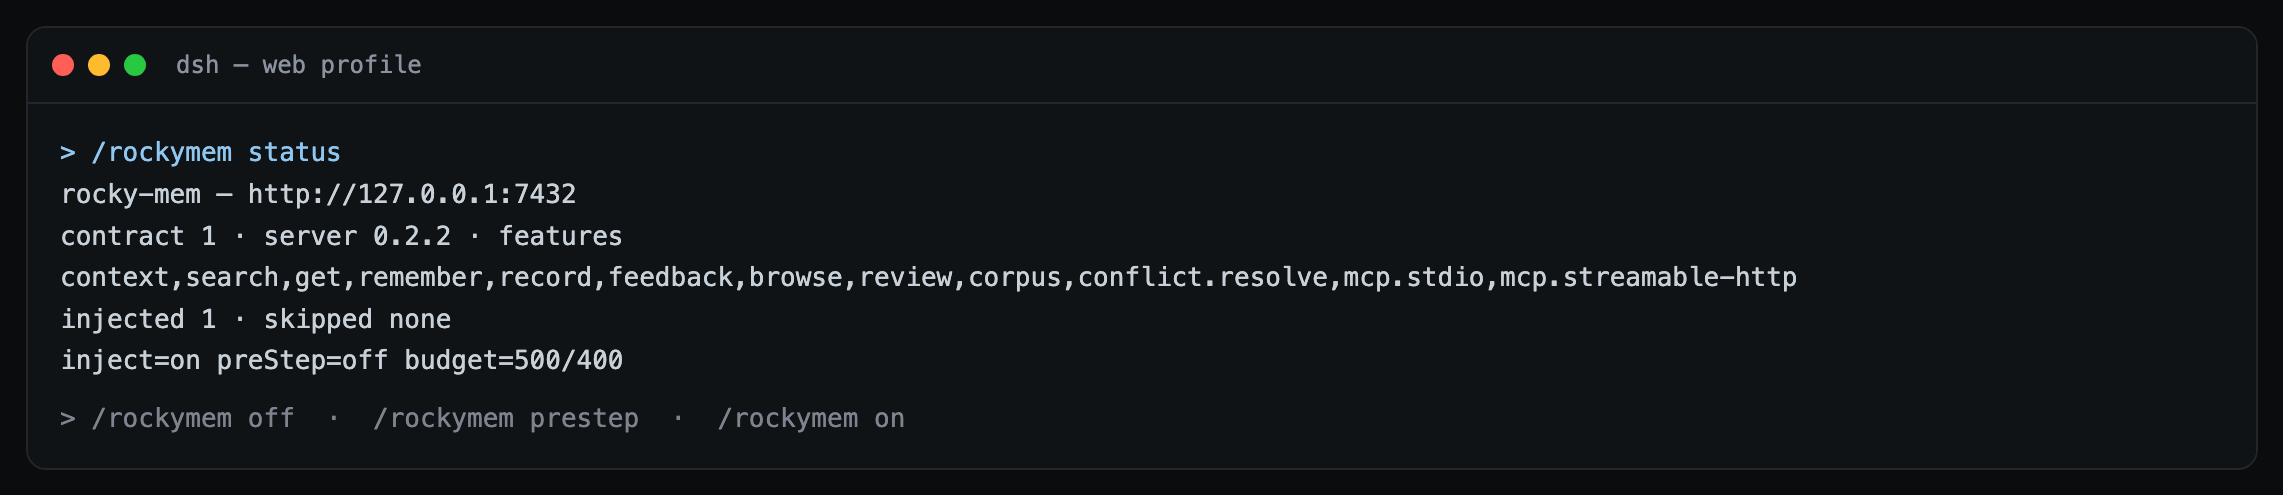 dsh — web profile
> /rockymem status
rocky-mem — http://127.0.0.1:7432
contract 1 · server 0.2.2 · features
context,search,get,remember,record,feedback,browse,review,corpus,conflict.resolve,mcp.stdio,mcp.streamable-http
injected 1 · skipped none
inject=on preStep=off budget=500/400
> /rockymem off · /rockymem prestep · /rockymem on